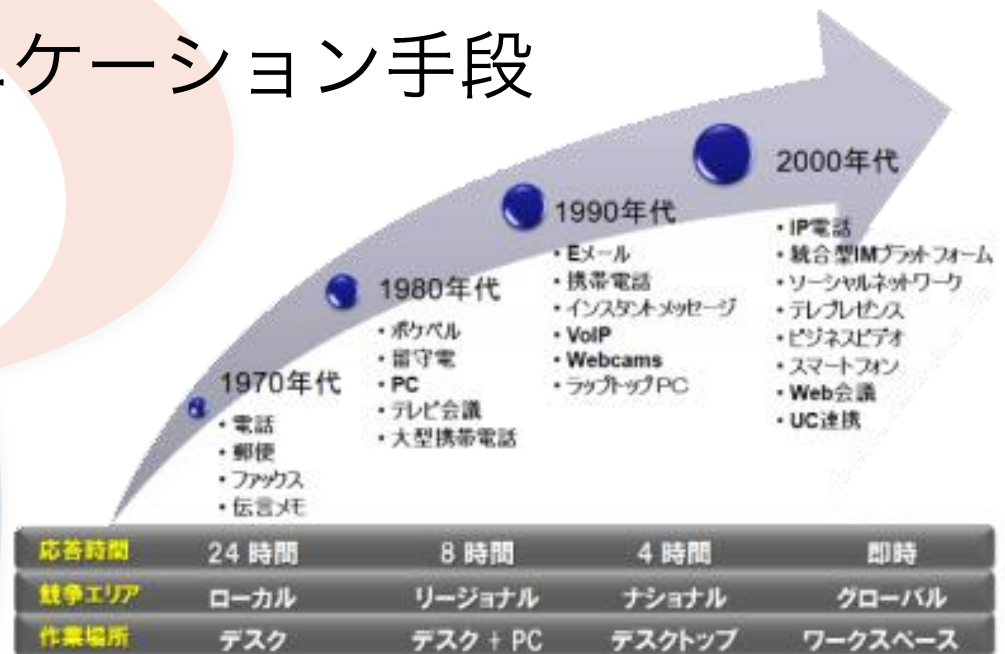 ケーション手段
1970年代
・電話
・郵便
・ファックス
・伝言メモ
1980年代
・ポケベル
・留守電
・PC
・テレビ会議
・大型携帯電話
1990年代
・Eメール
・携帯電話
・インスタントメッセージ
・VoIP
・Webcams
・ラップトップPC
2000年代
・IP電話
・統合型IMプラットフォーム
・ソーシャルネットワーク
・テレプレゼンス
・ビジネスビデオ
・スマートフォン
・Web会議
・UC連携
応答時間 24 時間 8 時間 4 時間 即時
競争エリア ローカル リージョナル ナショナル グローバル
作業場所 デスク デスク + PC デスクトップ ワークスペース